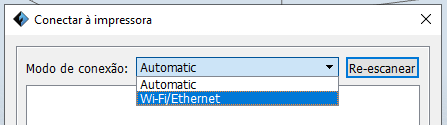 Conectar à impressora
Modo de conexão: Automatic Re-escanear
Automatic
Wi-Fi/Ethernet